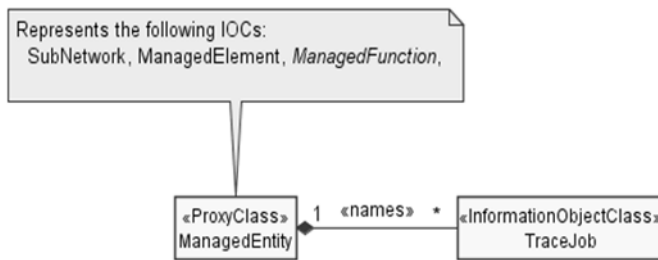 Represents the following IOCs:
SubNetwork, ManagedElement, ManagedFunction,
«ProxyClass»
ManagedEntity
1 «names» *
«InformationObjectClass»
TraceJob